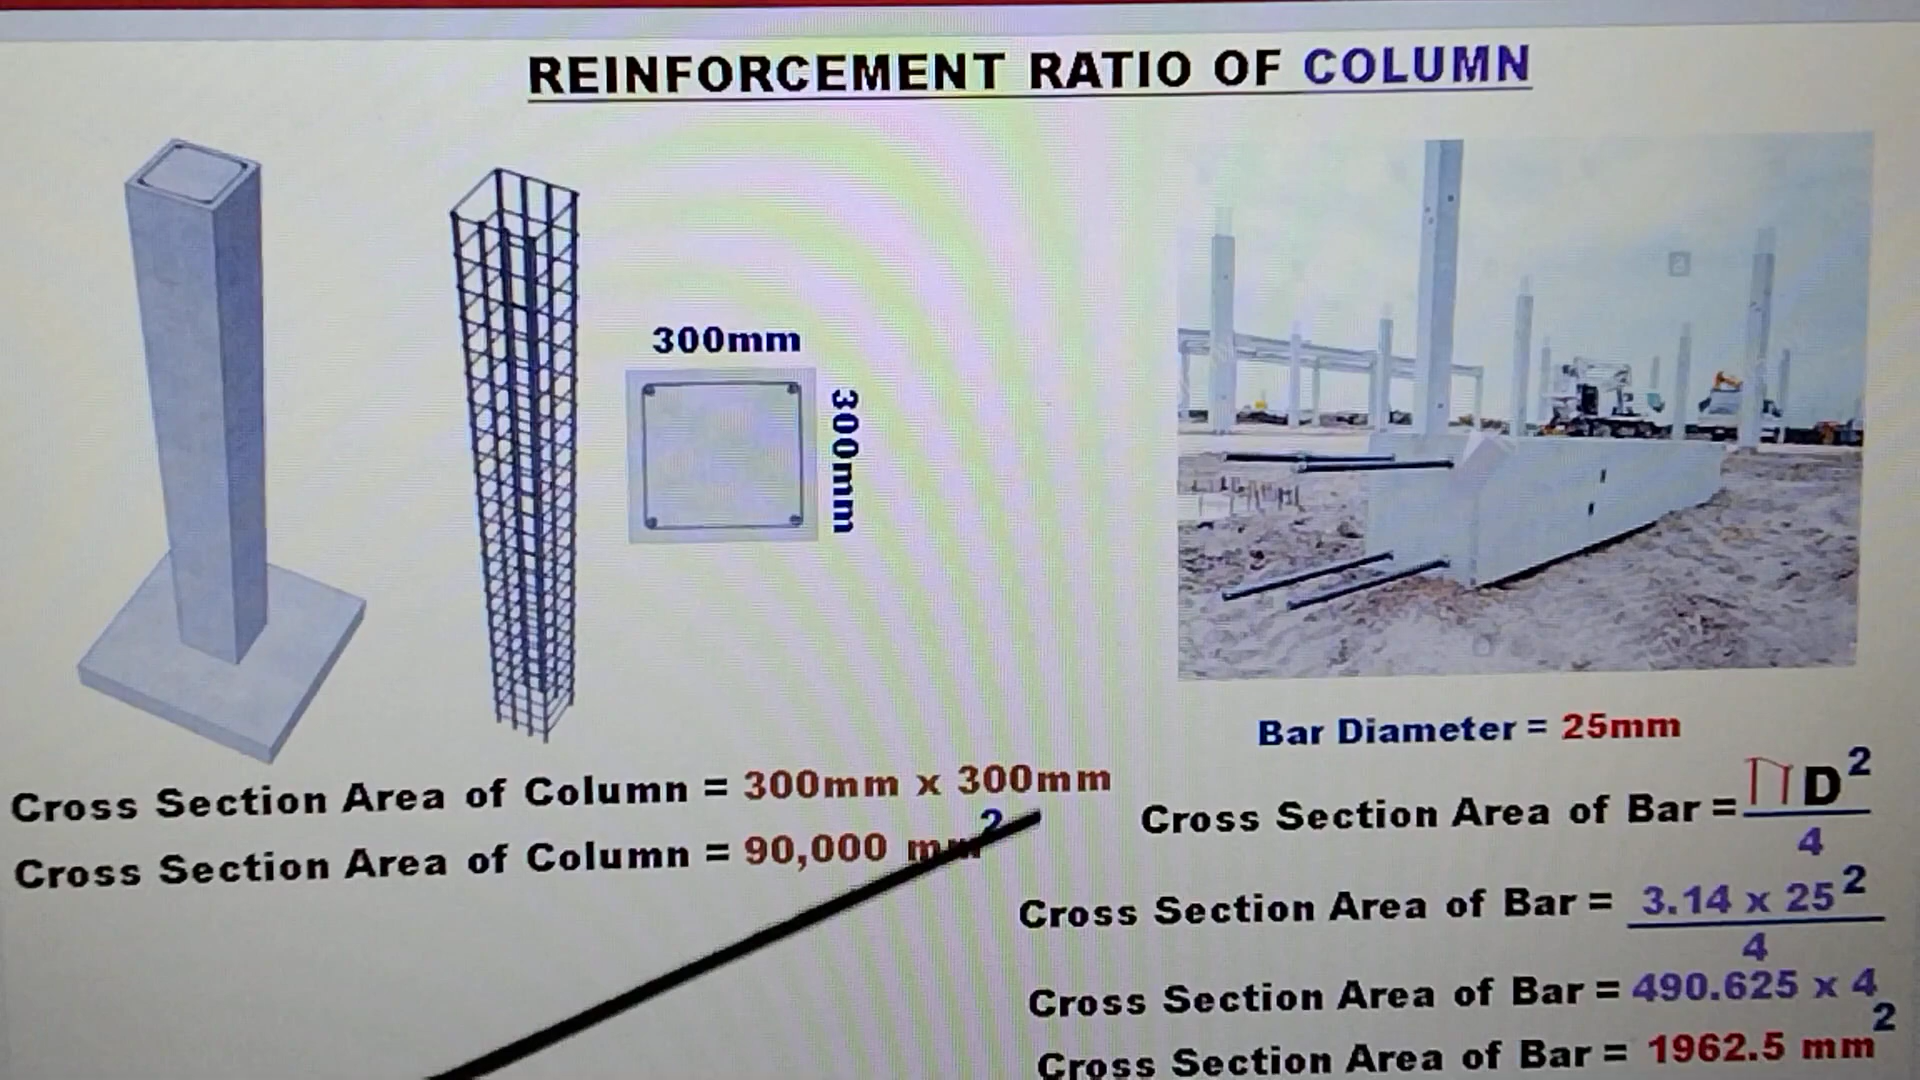 REINFORCEMENT RATIO OF COLUMN
300mm
300mm
Bar Diameter = 25mm
Cross Section Area of Column = 300mm x 300mm
Cross Section Area of Column = 90,000 mm²
Cross Section Area of Bar = ∏D²
4
Cross Section Area of Bar = 3.14 x 25²
4
Cross Section Area of Bar = 490.625 x 4
Cross Section Area of Bar = 1962.5 mm²